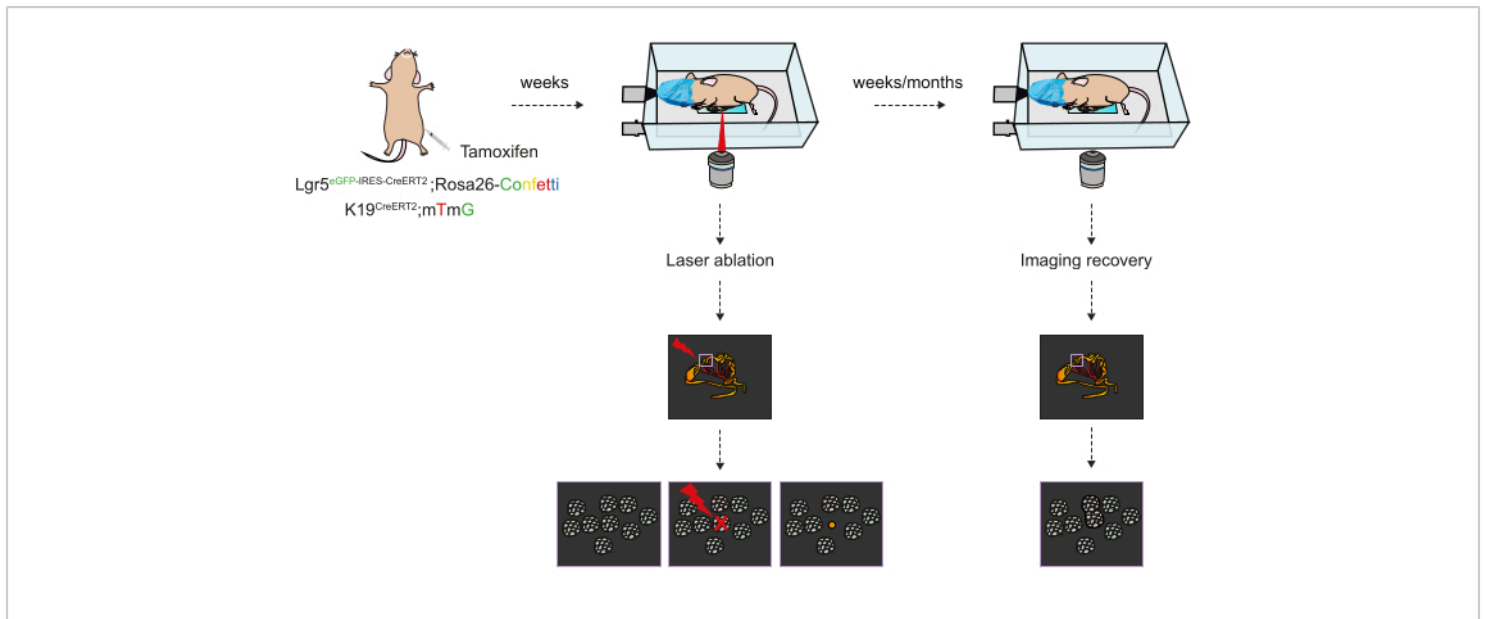 weeks
weeks/months
Tamoxifen
Lgr5eGFP-IRES-CreERT2;Rosa26-Confetti
K19CreERT2;mTmG
Laser ablation
Imaging recovery